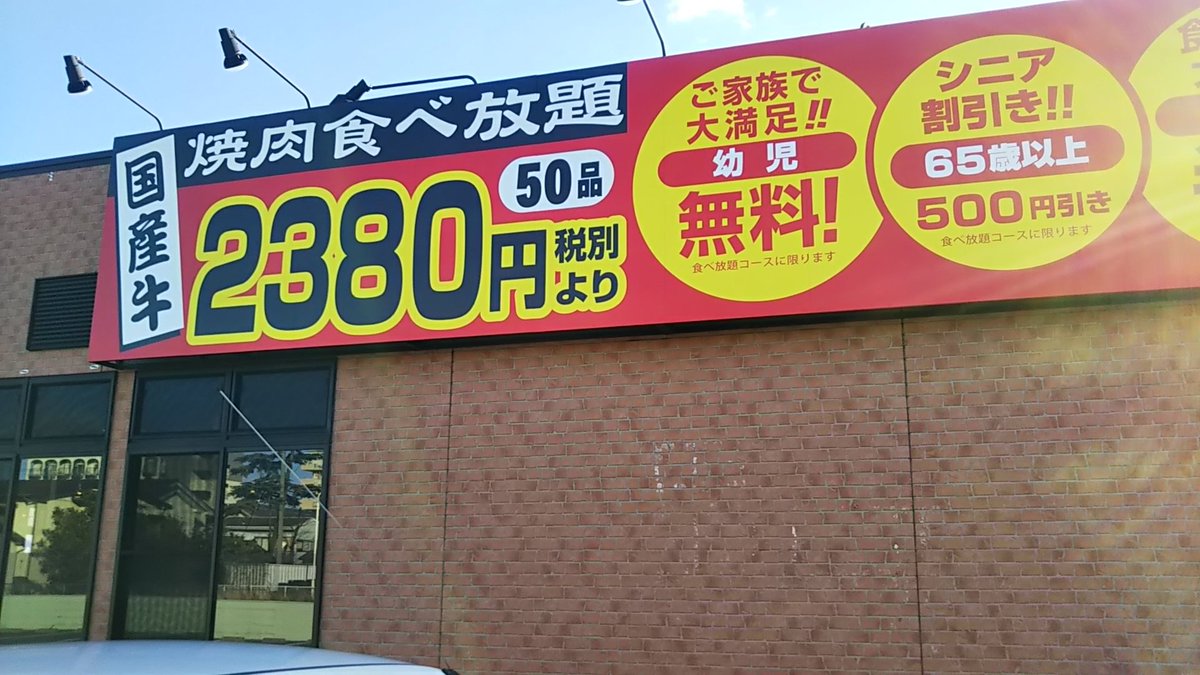 国産牛
焼肉食べ放題
50品
2380円税別より
ご家族で
大満足!!
幼児
無料!
食べ放題コースに限ります
シニア
割引き!!
65歳以上
500円引き
食べ放題コースに限ります